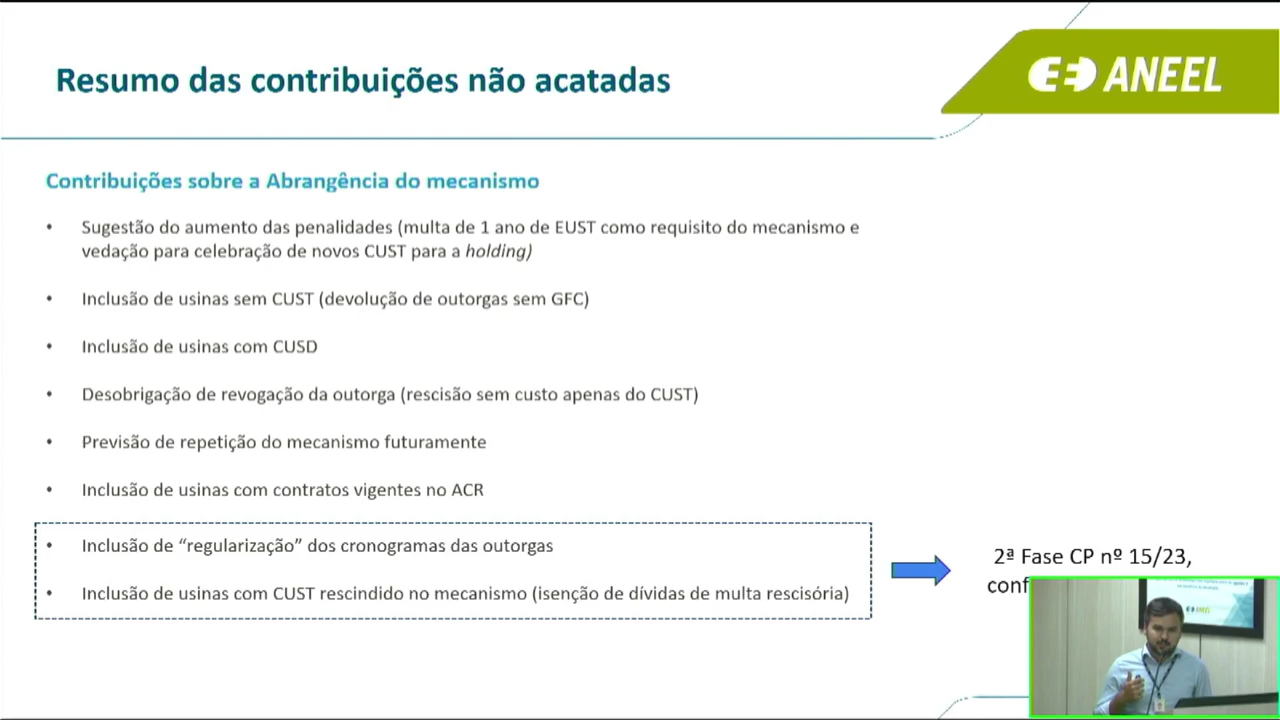 Resumo das contribuições não acatadas
ANEEL
Contribuições sobre a Abrangência do mecanismo
• Sugestão do aumento das penalidades (multa de 1 ano de EUST como requisito do mecanismo e
vedação para celebração de novos CUST para a holding)
• Inclusão de usinas sem CUST (devolução de outorgas sem GFC)
• Inclusão de usinas com CUSD
• Desobrigação de revogação da outorga (rescisão sem custo apenas do CUST)
• Previsão de repetição do mecanismo futuramente
• Inclusão de usinas com contratos vigentes no ACR
• Inclusão de “regularização” dos cronogramas das outorgas
• Inclusão de usinas com CUST rescindido no mecanismo (isenção de dívidas de multa rescisória)
2ª Fase CP nº 15/23,
ANEEL